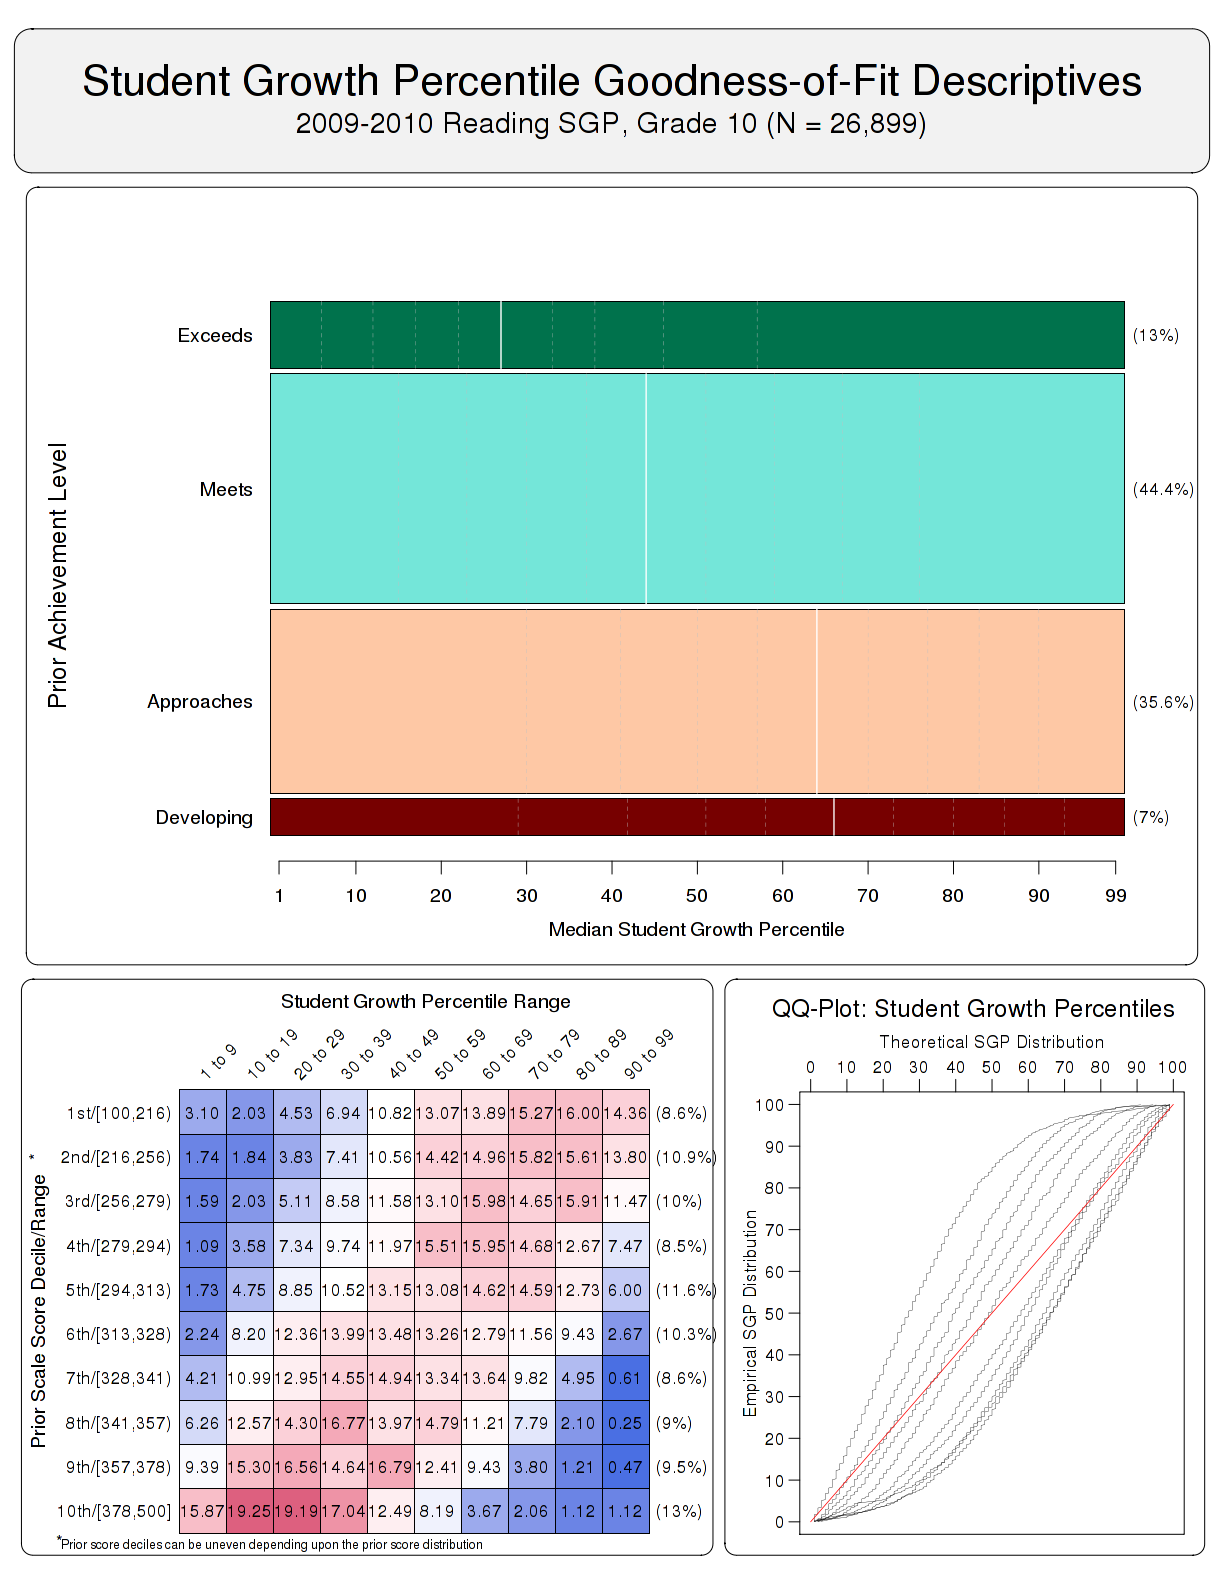 Student Growth Percentile Goodness-of-Fit Descriptives
2009-2010 Reading SGP, Grade 10 (N = 26,899)
Prior Achievement Level
Exceeds (13%)
Meets (44.4%)
Approaches (35.6%)
Developing (7%)
1 10 20 30 40 50 60 70 80 90 99
Median Student Growth Percentile
Student Growth Percentile Range
1 to 9 10 to 19 20 to 29 30 to 39 40 to 49 50 to 59 60 to 69 70 to 79 80 to 89 90 to 99
Prior Scale Score Decile/Range *
1st/[100,216) 3.10 2.03 4.53 6.94 10.82 13.07 13.89 15.27 16.00 14.36 (8.6%)
2nd/[216,256) 1.74 1.84 3.83 7.41 10.56 14.42 14.96 15.82 15.61 13.80 (10.9%)
3rd/[256,279) 1.59 2.03 5.11 8.58 11.58 13.10 15.98 14.65 15.91 11.47 (10%)
4th/[279,294) 1.09 3.58 7.34 9.74 11.97 15.51 15.95 14.68 12.67 7.47 (8.5%)
5th/[294,313) 1.73 4.75 8.85 10.52 13.15 13.08 14.62 14.59 12.73 6.00 (11.6%)
6th/[313,328) 2.24 8.20 12.36 13.99 13.48 13.26 12.79 11.56 9.43 2.67 (10.3%)
7th/[328,341) 4.21 10.99 12.95 14.55 14.94 13.34 13.64 9.82 4.95 0.61 (8.6%)
8th/[341,357) 6.26 12.57 14.30 16.77 13.97 14.79 11.21 7.79 2.10 0.25 (9%)
9th/[357,378) 9.39 15.30 16.56 14.64 16.79 12.41 9.43 3.80 1.21 0.47 (9.5%)
10th/[378,500] 15.87 19.25 19.19 17.04 12.49 8.19 3.67 2.06 1.12 1.12 (13%)
*Prior score deciles can be uneven depending upon the prior score distribution
QQ-Plot: Student Growth Percentiles
Theoretical SGP Distribution
0 10 20 30 40 50 60 70 80 90 100
Empirical SGP Distribution
100
90
80
70
60
50
40
30
20
10
0